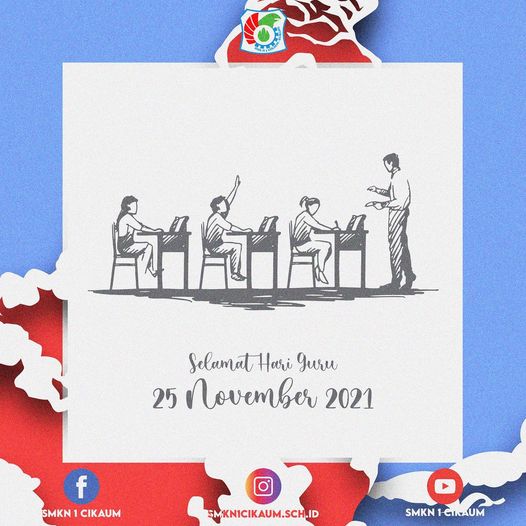 Selamat Hari Guru
25 November 2021
SMKN 1 CIKAUM
SMKN1CIKAUM.SCH.ID
SMKN 1 CIKAUM